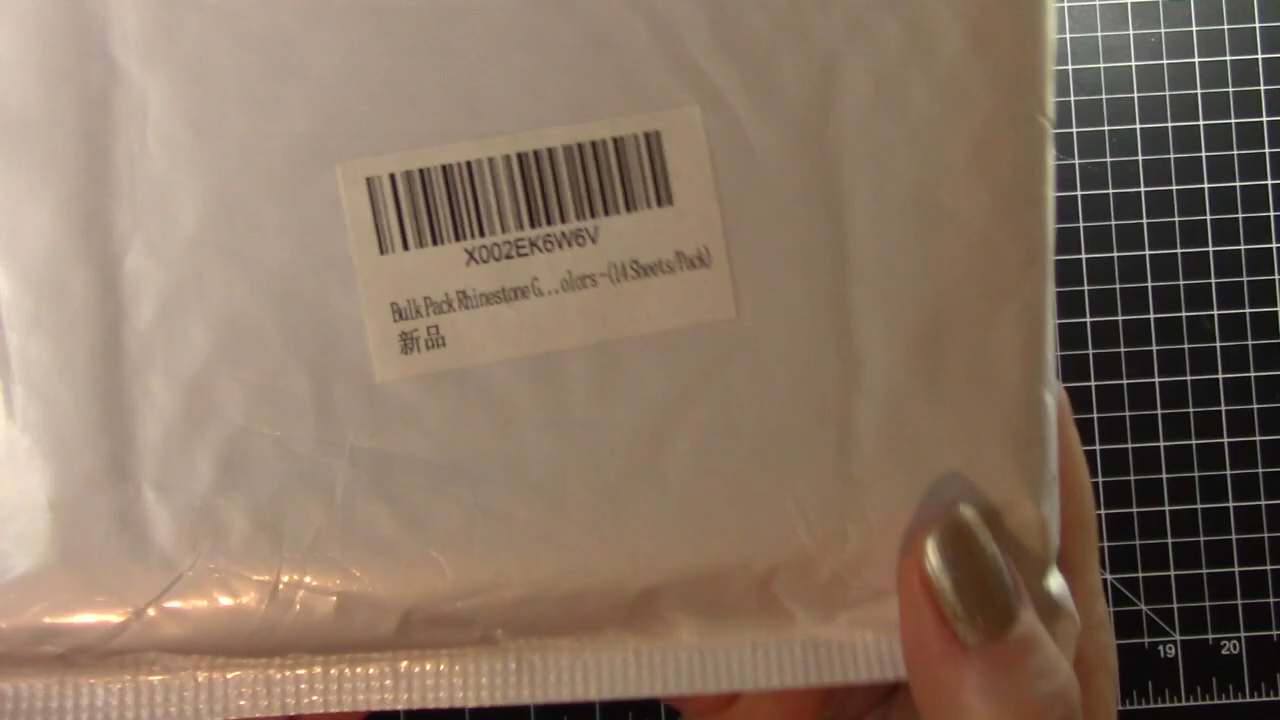 X002EK6W6V
Bulk Pack Rhinestone G...olors-(14 Sheets/Pack)
新品
19 20